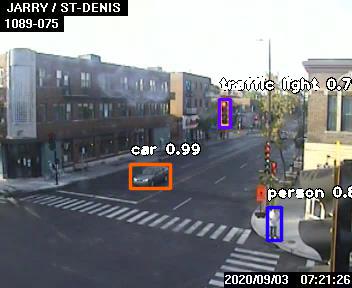 JARRY / ST-DENIS
1089-075
traffic light 0.7
car 0.99
person 0.8
2020/09/03 07:21:26